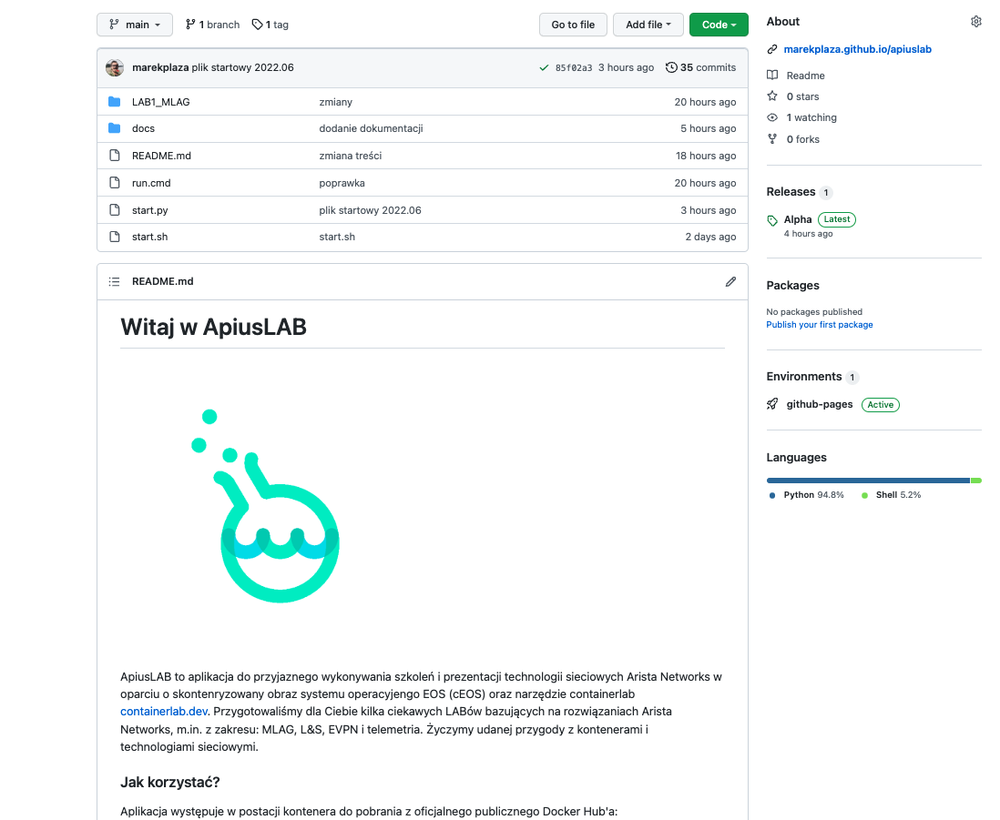 main
1 branch
1 tag
Go to file
Add file
Code
marekplaza plik startowy 2022.06
85f02a3 3 hours ago
35 commits
LAB1_MLAG zmiany 20 hours ago
docs dodanie dokumentacji 5 hours ago
README.md zmiana treści 18 hours ago
run.cmd poprawka 20 hours ago
start.py plik startowy 2022.06 3 hours ago
start.sh start.sh 2 days ago
README.md
Witaj w ApiusLAB
ApiusLAB to aplikacja do przyjaznego wykonywania szkoleń i prezentacji technologii sieciowych Arista Networks w
oparciu o skontenryzowany obraz systemu operacyjengo EOS (cEOS) oraz narzędzie containerlab
containerlab.dev. Przygotowaliśmy dla Ciebie kilka ciekawych LABów bazujących na rozwiązaniach Arista
Networks, m.in. z zakresu: MLAG, L&S, EVPN i telemetria. Życzymy udanej przygody z kontenerami i
technologiami sieciowymi.
Jak korzystać?
Aplikacja występuje w postacji kontenera do pobrania z oficjalnego publicznego Docker Hub'a:
About
marekplaza.github.io/apiuslab
Readme
0 stars
1 watching
0 forks
Releases 1
Alpha Latest
4 hours ago
Packages
No packages published
Publish your first package
Environments 1
github-pages Active
Languages
Python 94.8% Shell 5.2%